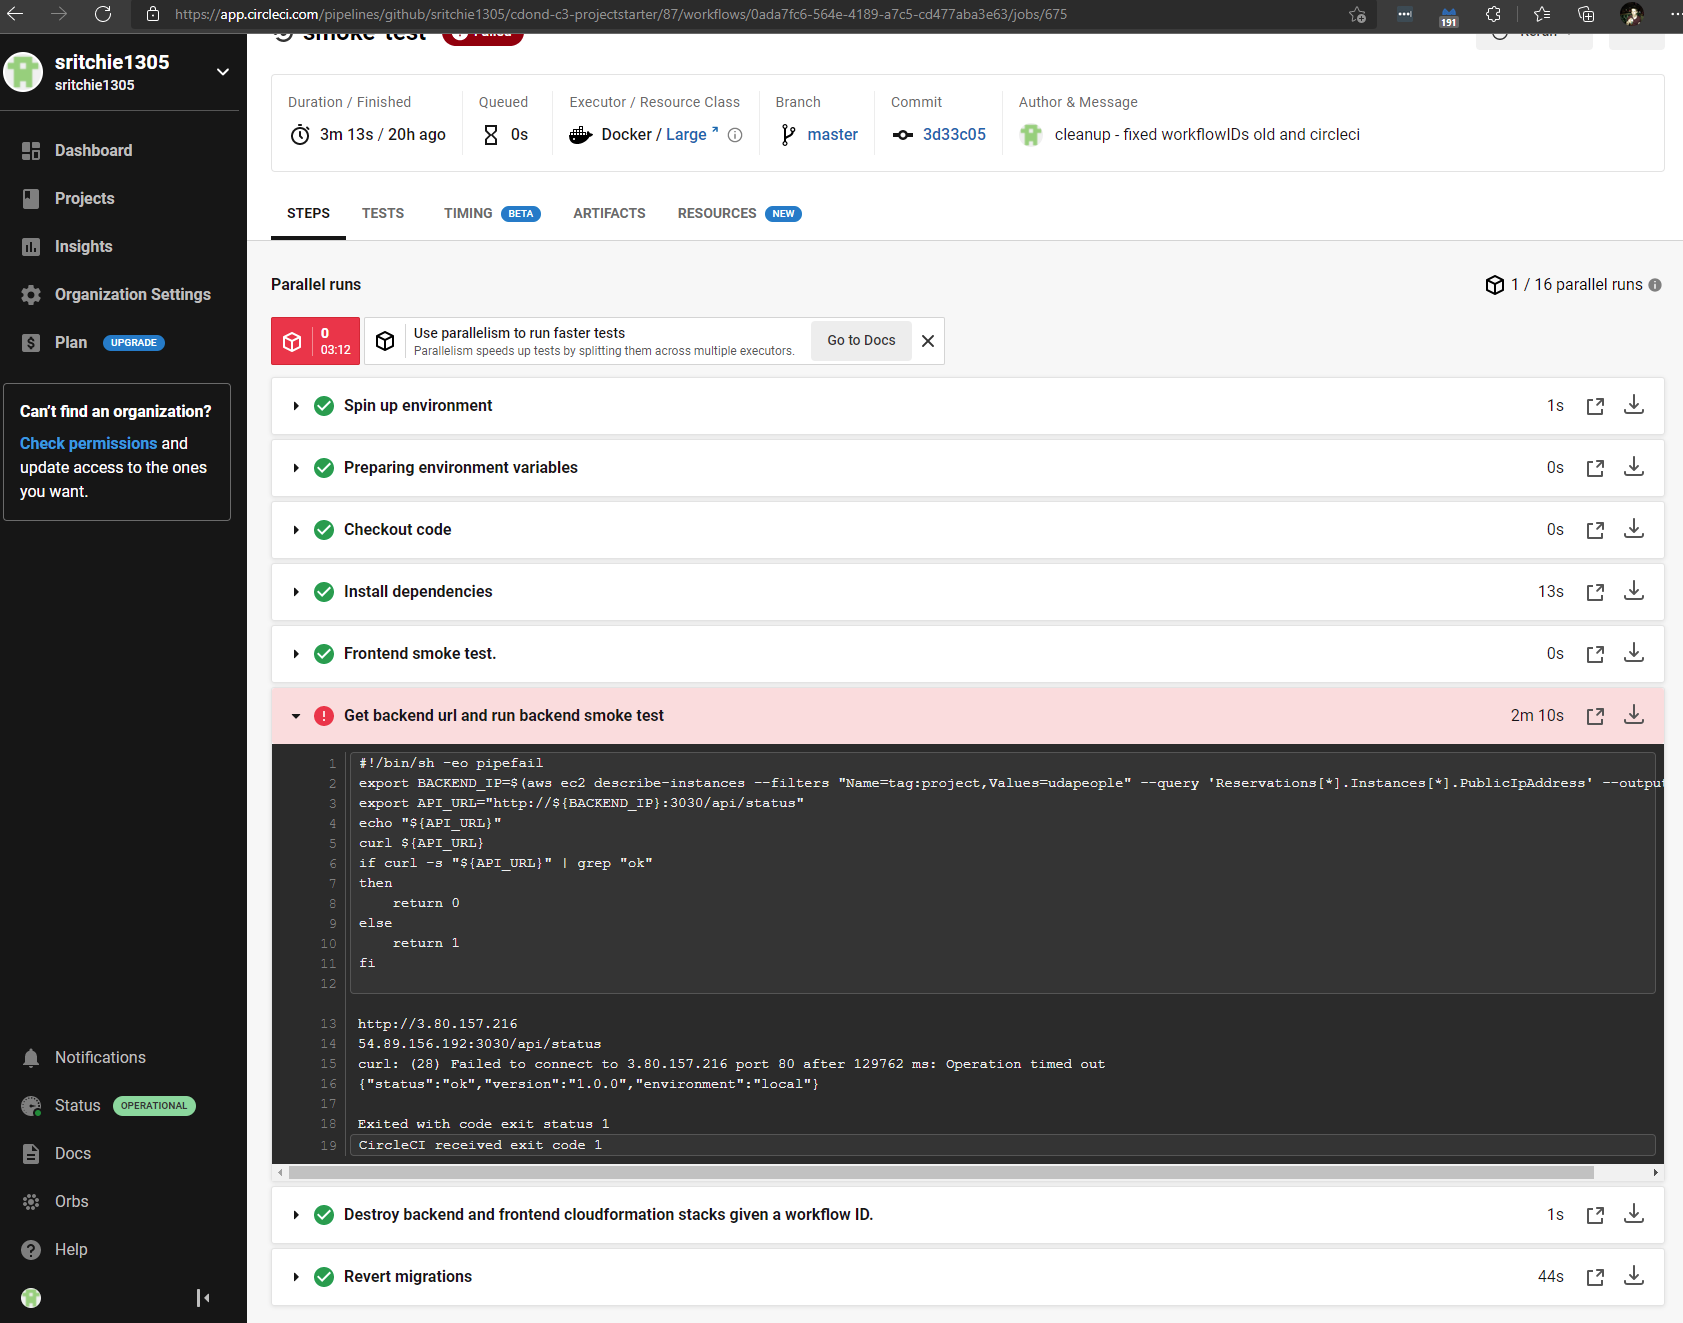 https://app.circleci.com/pipelines/github/sritchie1305/cdond-c3-projectstarter/87/workflows/0ada7fc6-564e-4189-a7c5-cd477aba3e63/jobs/675
191
sritchie1305
sritchie1305
Dashboard
Projects
Insights
Organization Settings
Plan UPGRADE
Can't find an organization?
Check permissions and
update access to the ones
you want.
Notifications
Status OPERATIONAL
Docs
Orbs
Help
smoke-test Failed
Rerun
Duration / Finished
3m 13s / 20h ago
Queued
0s
Executor / Resource Class
Docker / Large
Branch
master
Commit
3d33c05
Author & Message
cleanup - fixed workflowIDs old and circleci
STEPS TESTS TIMING BETA ARTIFACTS RESOURCES NEW
Parallel runs
1 / 16 parallel runs
0
03:12
Use parallelism to run faster tests
Parallelism speeds up tests by splitting them across multiple executors.
Go to Docs
Spin up environment 1s
Preparing environment variables 0s
Checkout code 0s
Install dependencies 13s
Frontend smoke test. 0s
Get backend url and run backend smoke test 2m 10s
1 #!/bin/sh -eo pipefail
2 export BACKEND_IP=$(aws ec2 describe-instances --filters "Name=tag:project,Values=udapeople" --query 'Reservations[*].Instances[*].PublicIpAddress' --output
3 export API_URL="http://${BACKEND_IP}:3030/api/status"
4 echo "${API_URL}"
5 curl ${API_URL}
6 if curl -s "${API_URL}" | grep "ok"
7 then
8 return 0
9 else
10 return 1
11 fi
12
13 http://3.80.157.216
14 54.89.156.192:3030/api/status
15 curl: (28) Failed to connect to 3.80.157.216 port 80 after 129762 ms: Operation timed out
16 {"status":"ok","version":"1.0.0","environment":"local"}
17
18 Exited with code exit status 1
19 CircleCI received exit code 1
Destroy backend and frontend cloudformation stacks given a workflow ID. 1s
Revert migrations 44s